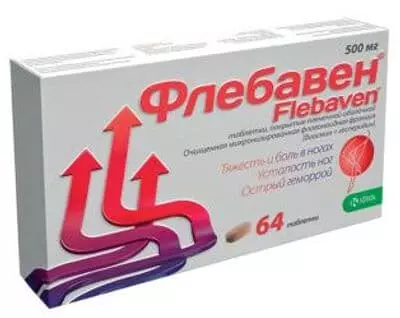 500 мг
Флебавен®
Flebaven®
таблетки, покрытые пленочной оболочкой
Очищенная микронизированная флавоноидная фракция
(диосмин + гесперидин)
Тяжесть и боль в ногах
Усталость ног
Острый геморрой
64 таблетки
KRKA